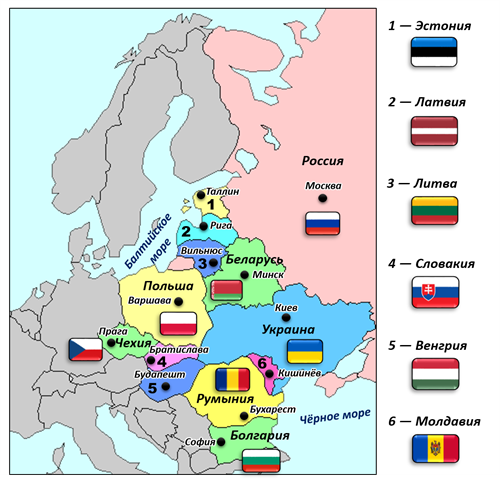 Россия
Москва
Таллин
1
Балтийское
море
2
Рига
Вильнюс
3
Беларусь
Минск
Польша
Варшава
Киев
Украина
Прага
Чехия
Братислава
4
Будапешт
5
6
Кишинёв
Румыния
Бухарест
Чёрное море
София
Болгария
1 — Эстония
2 — Латвия
3 — Литва
4 — Словакия
5 — Венгрия
6 — Молдавия